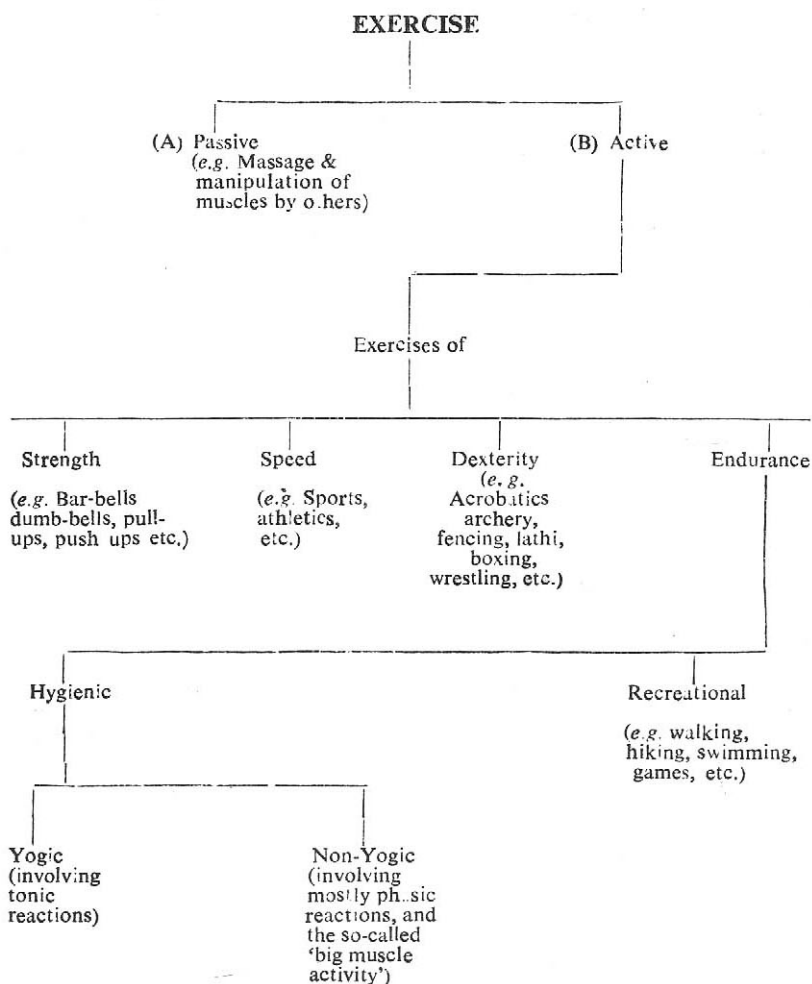 EXERCISE
(A) Passive
(e.g. Massage &
manipulation of
muscles by others)
(B) Active
Exercises of
Strength
(e.g. Bar-bells
dumb-bells, pull-
ups, push ups etc.)
Speed
(e.g. Sports,
athletics,
etc.)
Dexterity
(e. g.
Acrobatics
archery,
fencing, lathi,
boxing,
wrestling, etc.)
Endurance
Hygienic
Recreational
(e.g. walking,
hiking, swimming,
games, etc.)
Yogic
(involving
tonic
reactions)
Non-Yogic
(involving
mostly phasic
reactions, and
the so-called
‘big muscle
activity’)